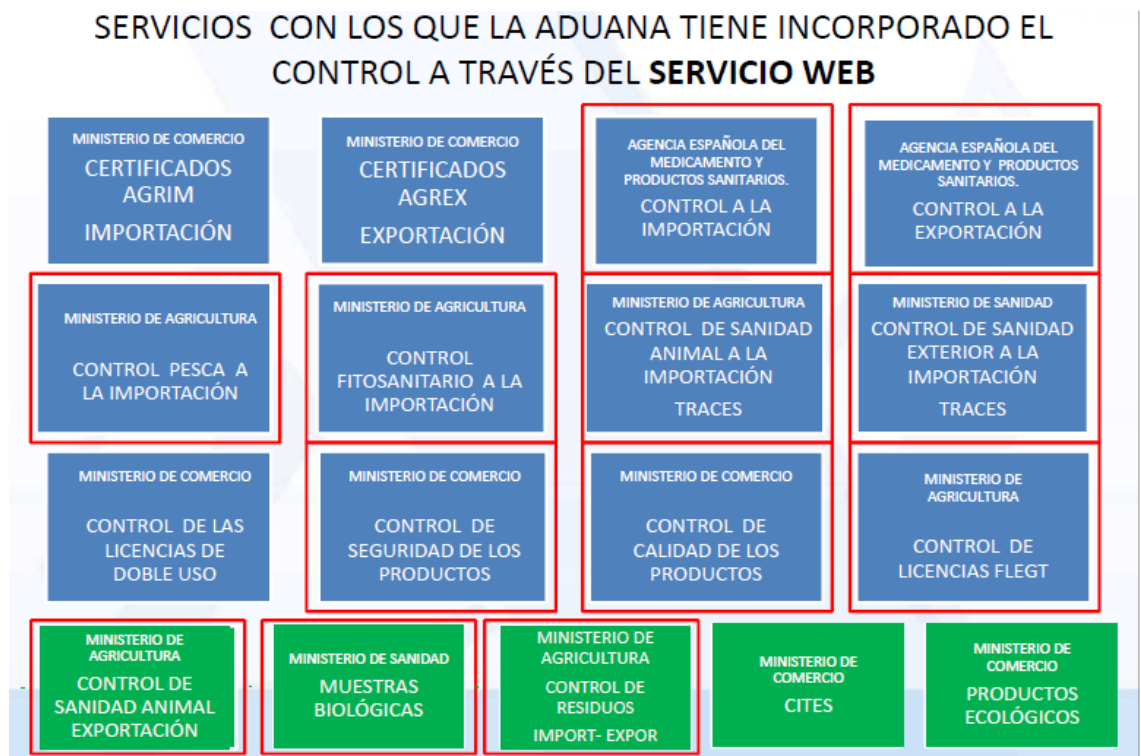 SERVICIOS CON LOS QUE LA ADUANA TIENE INCORPORADO EL
CONTROL A TRAVÉS DEL SERVICIO WEB
MINISTERIO DE COMERCIO
CERTIFICADOS
AGRIM
IMPORTACIÓN
MINISTERIO DE COMERCIO
CERTIFICADOS
AGREX
EXPORTACIÓN
AGENCIA ESPAÑOLA DEL
MEDICAMENTO Y
PRODUCTOS SANITARIOS.
CONTROL A LA
IMPORTACIÓN
AGENCIA ESPAÑOLA DEL
MEDICAMENTO Y PRODUCTOS
SANITARIOS.
CONTROL A LA
EXPORTACIÓN
MINISTERIO DE AGRICULTURA
CONTROL PESCA A
LA IMPORTACIÓN
MINISTERIO DE AGRICULTURA
CONTROL
FITOSANITARIO A LA
IMPORTACIÓN
MINISTERIO DE AGRICULTURA
CONTROL DE SANIDAD
ANIMAL A LA
IMPORTACIÓN
TRACES
MINISTERIO DE SANIDAD
CONTROL DE SANIDAD
EXTERIOR A LA
IMPORTACIÓN
TRACES
MINISTERIO DE COMERCIO
CONTROL DE LAS
LICENCIAS DE
DOBLE USO
MINISTERIO DE COMERCIO
CONTROL DE
SEGURIDAD DE LOS
PRODUCTOS
MINISTERIO DE COMERCIO
CONTROL DE
CALIDAD DE LOS
PRODUCTOS
MINISTERIO DE
AGRICULTURA
CONTROL DE
LICENCIAS FLEGT
MINISTERIO DE
AGRICULTURA
CONTROL DE
SANIDAD ANIMAL
EXPORTACIÓN
MINISTERIO DE SANIDAD
MUESTRAS
BIOLÓGICAS
MINISTERIO DE
AGRICULTURA
CONTROL DE
RESIDUOS
IMPORT- EXPOR
MINISTERIO DE
COMERCIO
CITES
MINISTERIO DE
COMERCIO
PRODUCTOS
ECOLÓGICOS